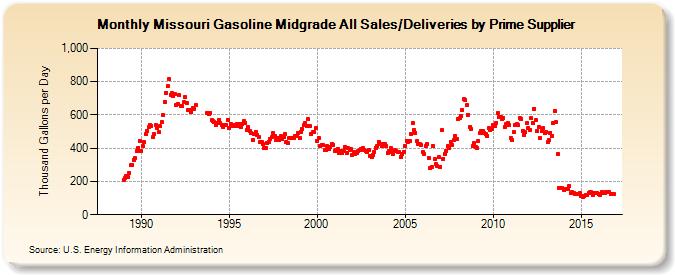 Monthly Missouri Gasoline Midgrade All Sales/Deliveries by Prime Supplier
Thousand Gallons per Day
1,000
800
600
400
200
0
1990 1995 2000 2005 2010 2015
Source: U.S. Energy Information Administration